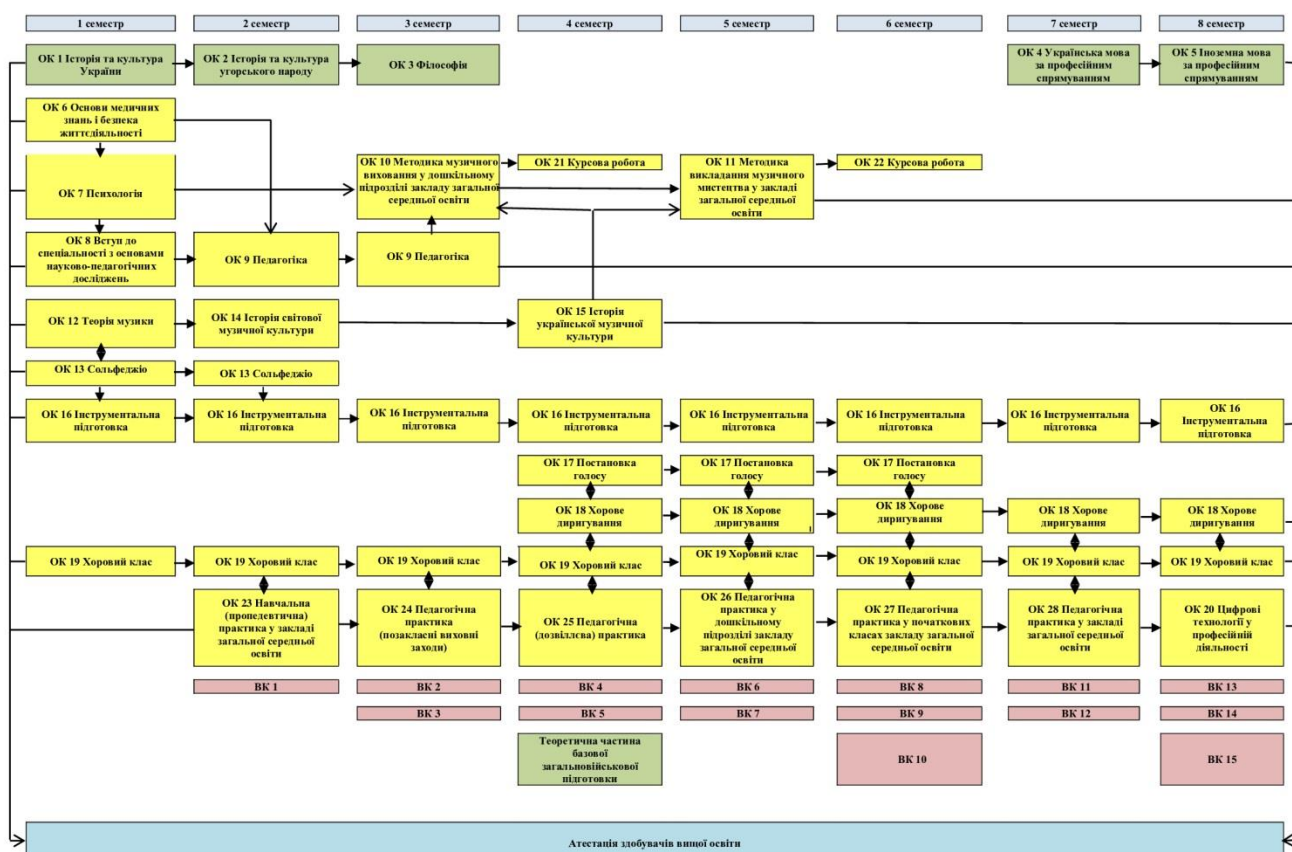 1 семестр
2 семестр
3 семестр
4 семестр
5 семестр
6 семестр
7 семестр
8 семестр
ОК 1 Історія та культура
України
ОК 2 Історія та культура
угорського народу
ОК 3 Філософія
ОК 4 Українська мова
за професійним
спрямуванням
ОК 5 Іноземна мова
за професійним
спрямуванням
ОК 6 Основи медичних
знань і безпека
життєдіяльності
ОК 7 Психологія
ОК 10 Методика музичного
виховання у дошкільному
підрозділі закладу загальної
середньої освіти
ОК 21 Курсова робота
ОК 11 Методика
викладання музичного
мистецтва у закладі
загальної середньої
освіти
ОК 22 Курсова робота
ОК 8 Вступ до
спеціальності з основами
науково-педагогічних
досліджень
ОК 9 Педагогіка
ОК 9 Педагогіка
ОК 12 Теорія музики
ОК 14 Історія світової
музичної культури
ОК 15 Історія
української музичної
культури
ОК 13 Сольфеджіо
ОК 13 Сольфеджіо
ОК 16 Інструментальна
підготовка
ОК 16 Інструментальна
підготовка
ОК 16 Інструментальна
підготовка
ОК 16 Інструментальна
підготовка
ОК 16 Інструментальна
підготовка
ОК 16 Інструментальна
підготовка
ОК 16 Інструментальна
підготовка
ОК 16
Інструментальна
підготовка
ОК 17 Постановка
голосу
ОК 17 Постановка
голосу
ОК 17 Постановка
голосу
ОК 18 Хорове
диригування
ОК 18 Хорове
диригування
ОК 18 Хорове
диригування
ОК 18 Хорове
диригування
ОК 18 Хорове
диригування
ОК 19 Хоровий клас
ОК 19 Хоровий клас
ОК 19 Хоровий клас
ОК 19 Хоровий клас
ОК 19 Хоровий клас
ОК 19 Хоровий клас
ОК 19 Хоровий клас
ОК 19 Хоровий клас
ОК 23 Навчальна
(пропедевтична)
практика у закладі
загальної середньої
освіти
ОК 24 Педагогічна
практика
(позакласні виховні
заходи)
ОК 25 Педагогічна
(дозвіллєва) практика
ОК 26 Педагогічна
практика у
дошкільному
підрозділі закладу
загальної середньої
освіти
ОК 27 Педагогічна
практика у початкових
класах закладу загальної
середньої освіти
ОК 28 Педагогічна
практика у закладі
загальної середньої
освіти
ОК 20 Цифрові
технології у
професійній
діяльності
ВК 1
ВК 2
ВК 4
ВК 6
ВК 8
ВК 11
ВК 13
ВК 3
ВК 5
ВК 7
ВК 9
ВК 12
ВК 14
Теоретична частина
базової
загальновійськової
підготовки
ВК 10
ВК 15
Атестація здобувачів вищої освіти